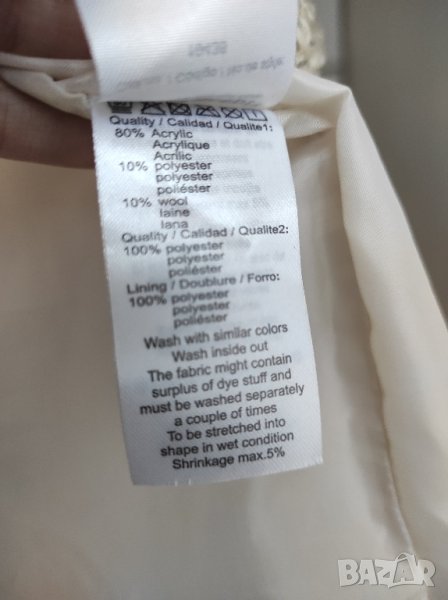 Quality / Calidad / Qualite1:
80% Acrylic
Acrylique
Acrilic
10% polyester
polyester
poliéster
10% wool
laine
lana
Quality / Calidad / Qualite2:
100% polyester
polyester
poliéster
Lining / Doublure / Forro:
100% polyester
polyester
poliéster
Wash with similar colors
Wash inside out
The fabric might contain
surplus of dye stuff and
must be washed separately
a couple of times
To be stretched into
shape in wet condition
Shrinkage max.5%
BAZAR